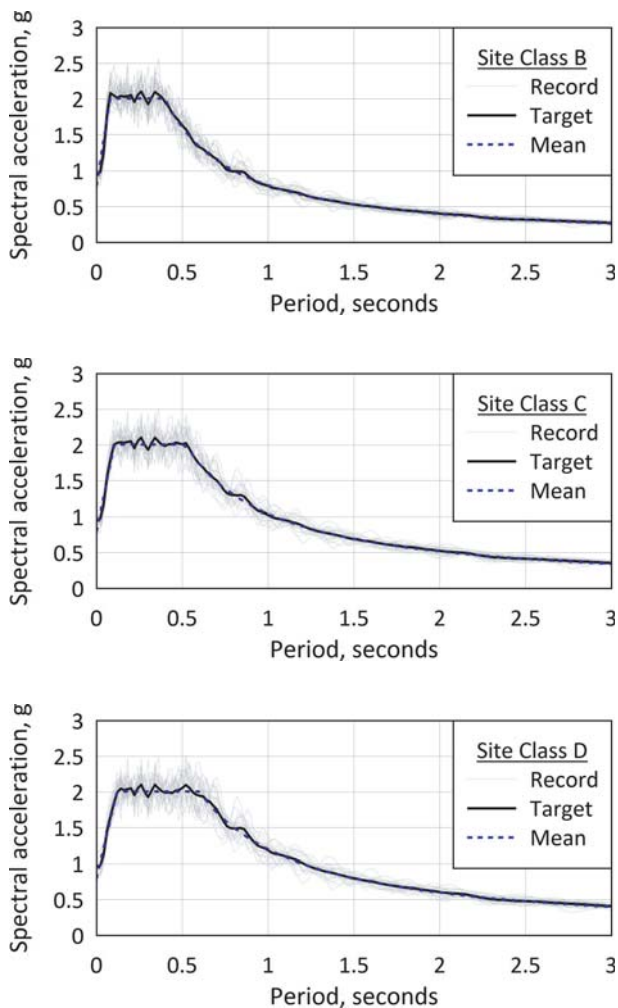 Spectral acceleration, g
3
2.5
2
1.5
1
0.5
0
Site Class B
Record
Target
Mean
0 0.5 1 1.5 2 2.5 3
Period, seconds
Spectral acceleration, g
3
2.5
2
1.5
1
0.5
0
Site Class C
Record
Target
Mean
0 0.5 1 1.5 2 2.5 3
Period, seconds
Spectral acceleration, g
3
2.5
2
1.5
1
0.5
0
Site Class D
Record
Target
Mean
0 0.5 1 1.5 2 2.5 3
Period, seconds